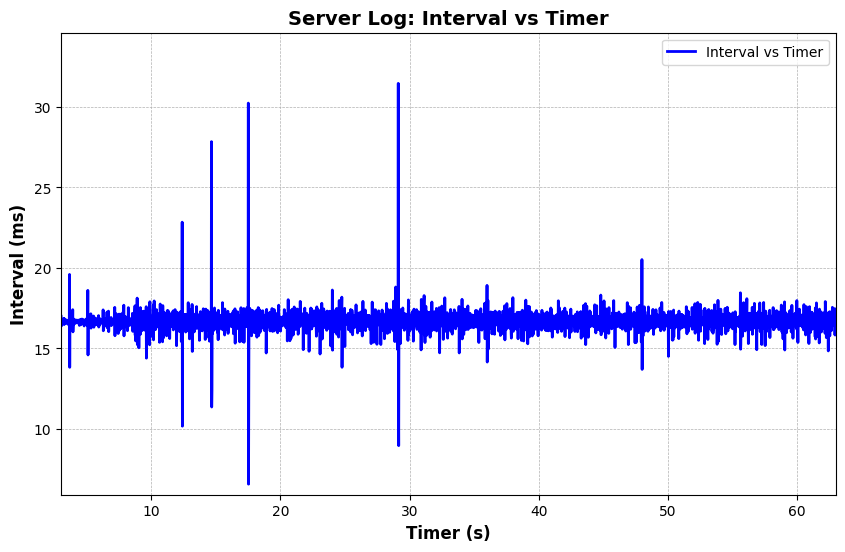 Server Log: Interval vs Timer
Interval vs Timer
30
25
20
15
10
Interval (ms)
10 20 30 40 50 60
Timer (s)